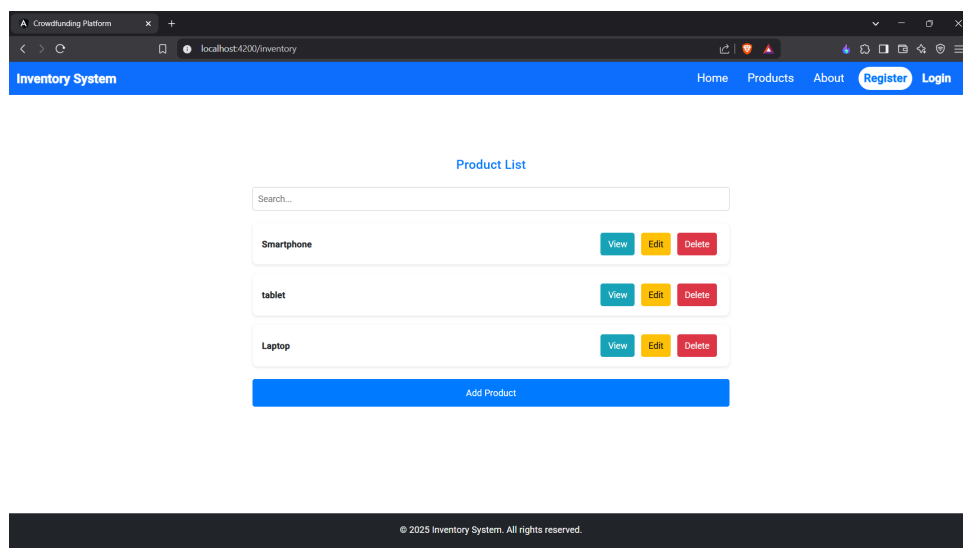 Crowdfunding Platform
localhost:4200/inventory
Inventory System Home Products About Register Login
Product List
Search...
Smartphone View Edit Delete
tablet View Edit Delete
Laptop View Edit Delete
Add Product
© 2025 Inventory System. All rights reserved.